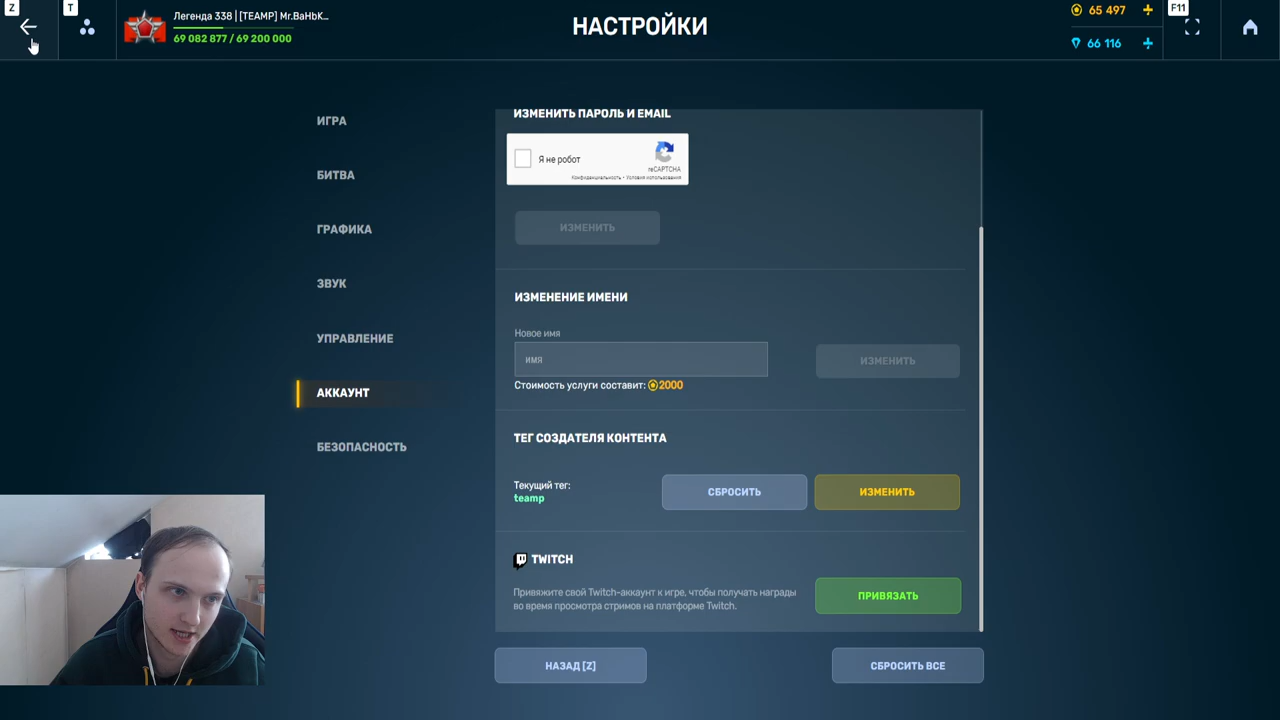 Z
T
Легенда 338 | [TEAMP] Mr.BaHbK...
69 082 877 / 69 200 000
НАСТРОЙКИ
65 497 +
66 116 +
F11
ИГРА
БИТВА
ГРАФИКА
ЗВУК
УПРАВЛЕНИЕ
АККАУНТ
БЕЗОПАСНОСТЬ
ИЗМЕНИТЬ ПАРОЛЬ И EMAIL
Я не робот
reCAPTCHA
Конфиденциальность • Условия использования
ИЗМЕНИТЬ
ИЗМЕНЕНИЕ ИМЕНИ
Новое имя
имя
ИЗМЕНИТЬ
Стоимость услуги составит: 2000
ТЕГ СОЗДАТЕЛЯ КОНТЕНТА
Текущий тег:
teamp
СБРОСИТЬ
ИЗМЕНИТЬ
TWITCH
Привяжите свой Twitch-аккаунт к игре, чтобы получать награды
во время просмотра стримов на платформе Twitch.
ПРИВЯЗАТЬ
НАЗАД [Z]
СБРОСИТЬ ВСЕ